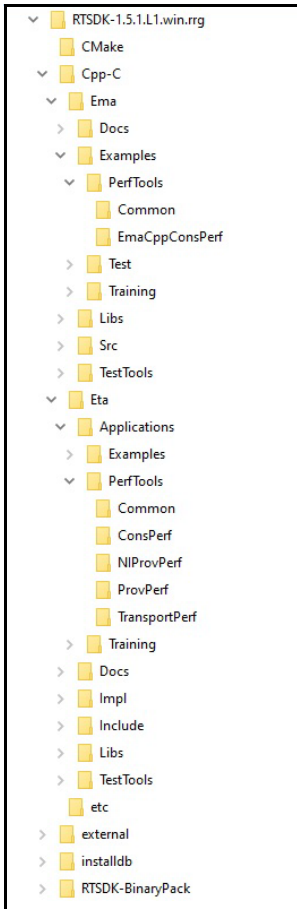 RTSDK-1.5.1.L1.win.rrg
CMake
Cpp-C
Ema
Docs
Examples
PerfTools
Common
EmaCppConsPerf
Test
Training
Libs
Src
TestTools
Eta
Applications
Examples
PerfTools
Common
ConsPerf
NIProvPerf
ProvPerf
TransportPerf
Training
Docs
Impl
Include
Libs
TestTools
etc
external
installdb
RTSDK-BinaryPack